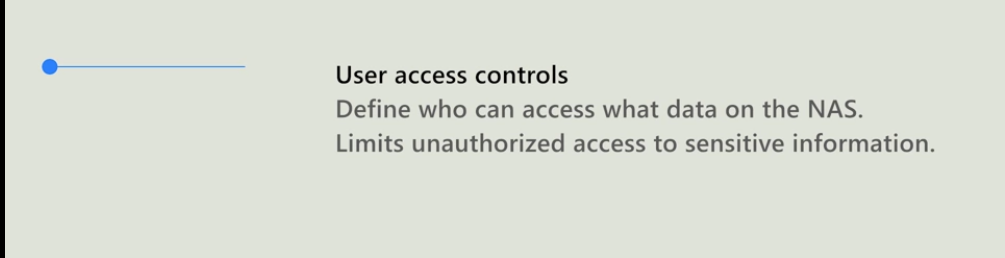 User access controls
Define who can access what data on the NAS.
Limits unauthorized access to sensitive information.